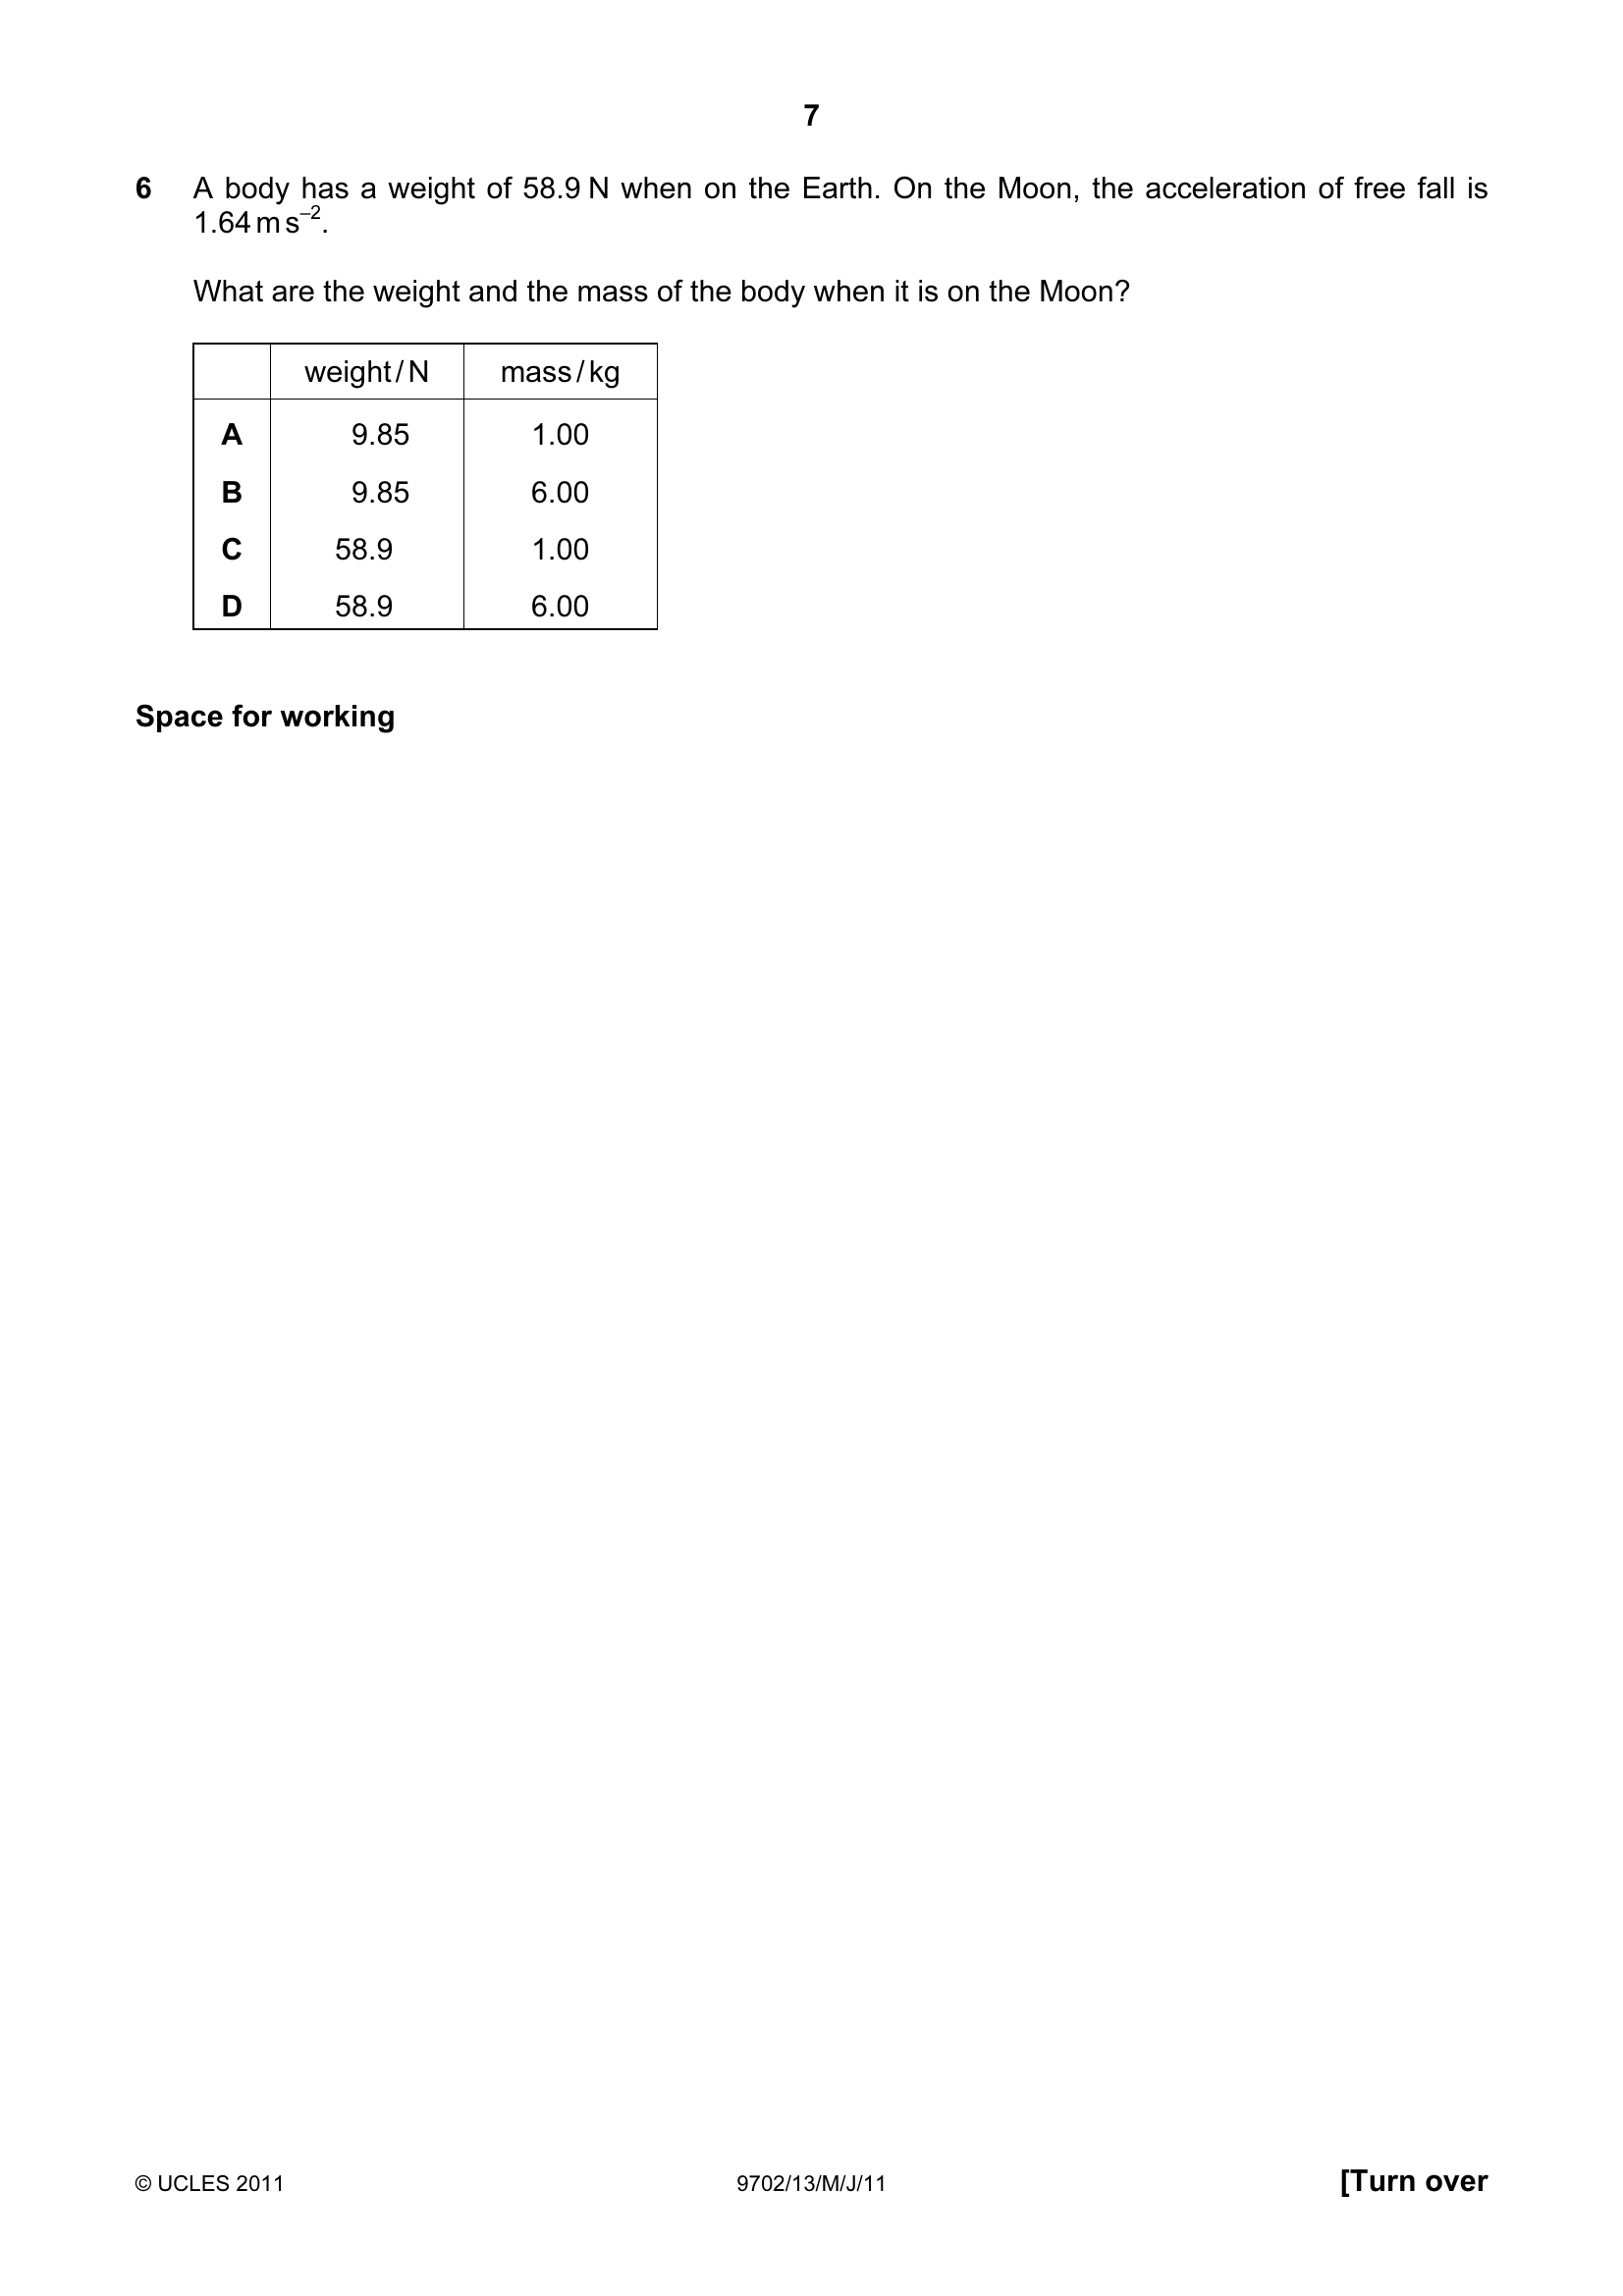 7
6 A body has a weight of 58.9 N when on the Earth. On the Moon, the acceleration of free fall is
1.64 m s⁻².
What are the weight and the mass of the body when it is on the Moon?
weight / N mass / kg
A 9.85 1.00
B 9.85 6.00
C 58.9 1.00
D 58.9 6.00
Space for working
© UCLES 2011 9702/13/M/J/11 [Turn over